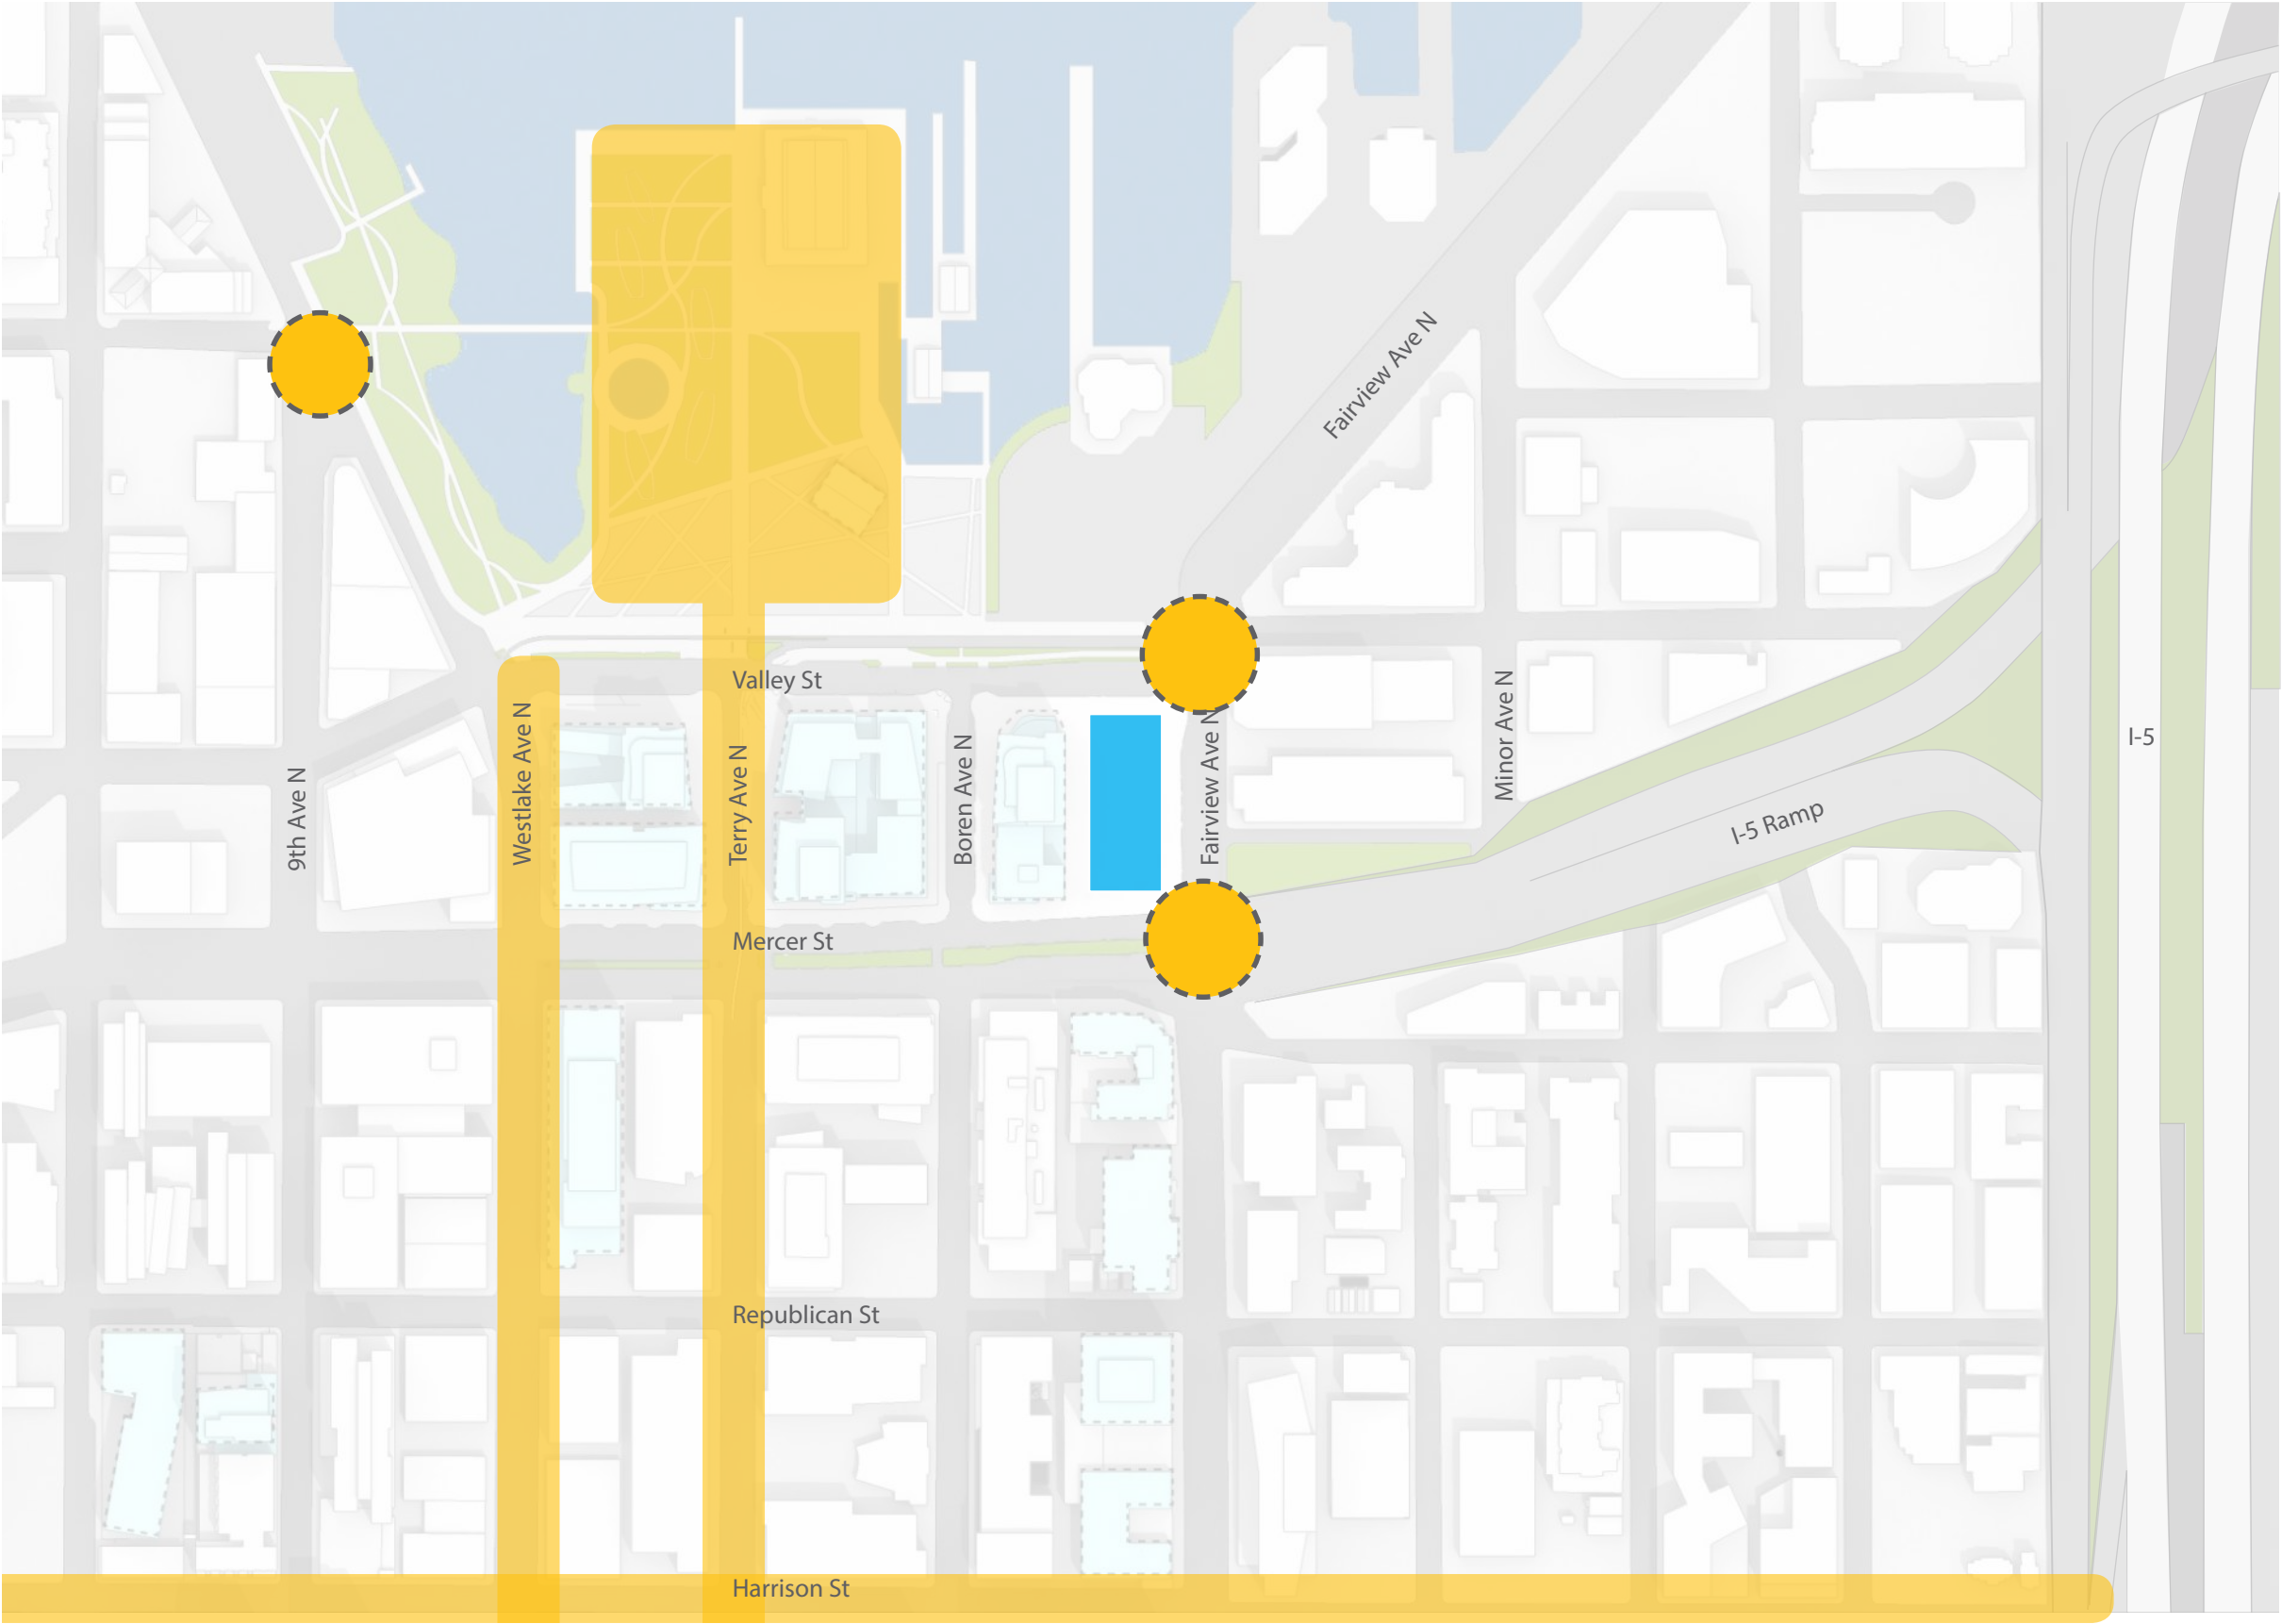 Fairview Ave N
Valley St
Westlake Ave N
Terry Ave N
Boren Ave N
Fairview Ave N
Minor Ave N
I-5
9th Ave N
I-5 Ramp
Mercer St
Republican St
Harrison St